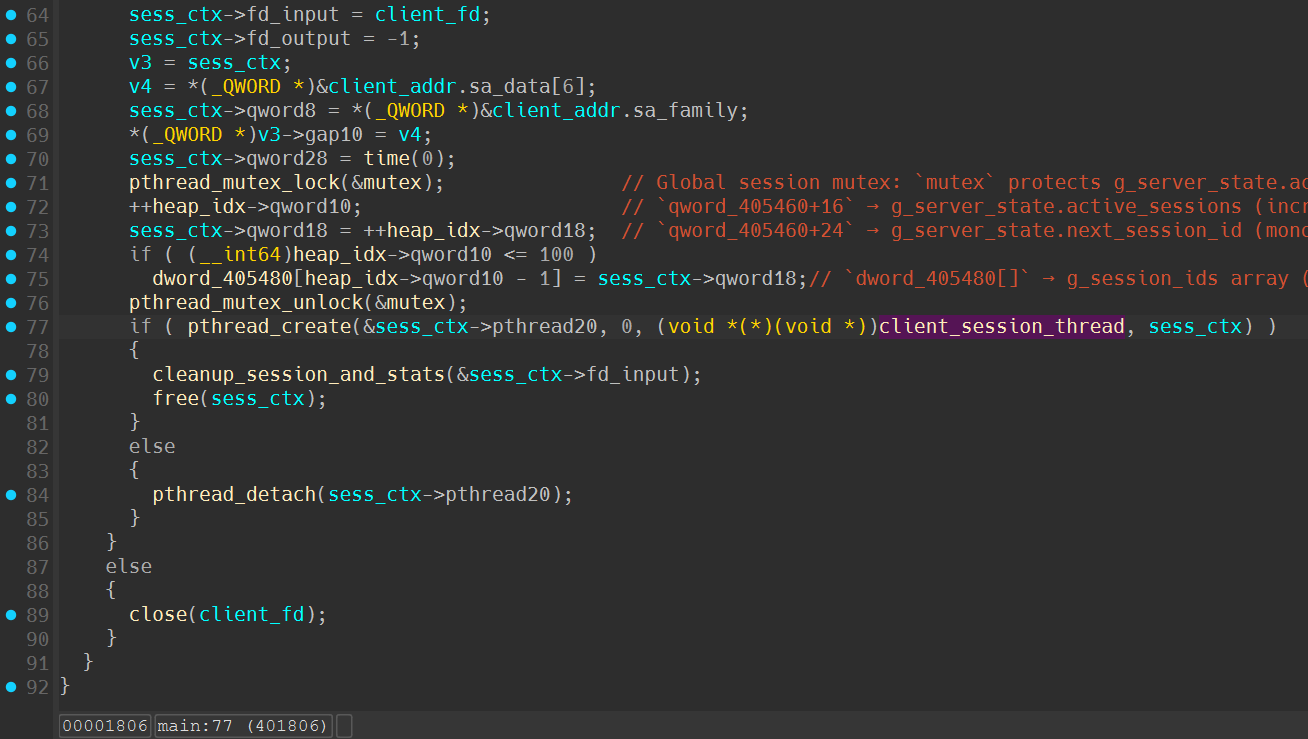 64 sess_ctx->fd_input = client_fd;
65 sess_ctx->fd_output = -1;
66 v3 = sess_ctx;
67 v4 = *(_QWORD *)&client_addr.sa_data[6];
68 sess_ctx->qword8 = *(_QWORD *)&client_addr.sa_family;
69 *(_QWORD *)v3->gap10 = v4;
70 sess_ctx->qword28 = time(0);
71 pthread_mutex_lock(&mutex); // Global session mutex: `mutex` protects g_server_state.ac
72 ++heap_idx->qword10; // `qword_405460+16` → g_server_state.active_sessions (incr
73 sess_ctx->qword18 = ++heap_idx->qword18; // `qword_405460+24` → g_server_state.next_session_id (mono
74 if ( (__int64)heap_idx->qword10 <= 100 )
75 dword_405480[heap_idx->qword10 - 1] = sess_ctx->qword18;// `dword_405480[]` → g_session_ids array (
76 pthread_mutex_unlock(&mutex);
77 if ( pthread_create(&sess_ctx->pthread20, 0, (void *(*)(void *))client_session_thread, sess_ctx) )
78 {
79 cleanup_session_and_stats(&sess_ctx->fd_input);
80 free(sess_ctx);
81 }
82 else
83 {
84 pthread_detach(sess_ctx->pthread20);
85 }
86 }
87 else
88 {
89 close(client_fd);
90 }
91 }
92 }
00001806 main:77 (401806)